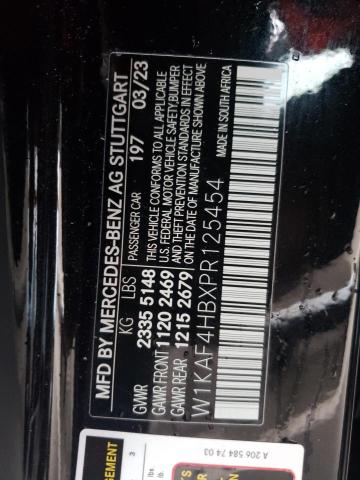 MFD BY MERCEDES-BENZ AG STUTTGART
PASSENGER CAR 197 03/23
KG LBS
GVWR 2335 5148
GAWR FRONT 1120 2469
GAWR REAR 1215 2679
THIS VEHICLE CONFORMS TO ALL APPLICABLE
U.S. FEDERAL MOTOR VEHICLE SAFETY,BUMPER
AND THEFT PREVENTION STANDARDS IN EFFECT
ON THE DATE OF MANUFACTURE SHOWN ABOVE
W1KAF4HBXPR125454
MADE IN SOUTH AFRICA
A 206 584 74 03
3
lbs.